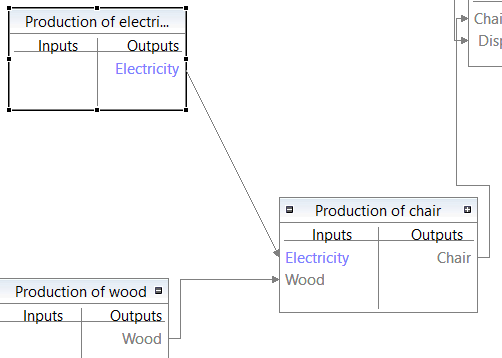 Production of electri...
Inputs Outputs
Electricity
Chai
Disp
Production of chair
Inputs Outputs
Electricity Chair
Wood
Production of wood
Inputs Outputs
Wood